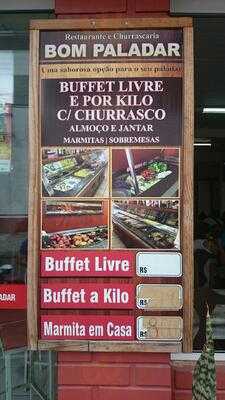 Restaurante e Churrascaria
BOM PALADAR
Uma saborosa opção para o seu paladar
BUFFET LIVRE
E POR KILO
C/ CHURRASCO
ALMOÇO E JANTAR
MARMITAS | SOBREMESAS
Buffet Livre R$
Buffet a Kilo R$
Marmita em Casa R$
ADAR